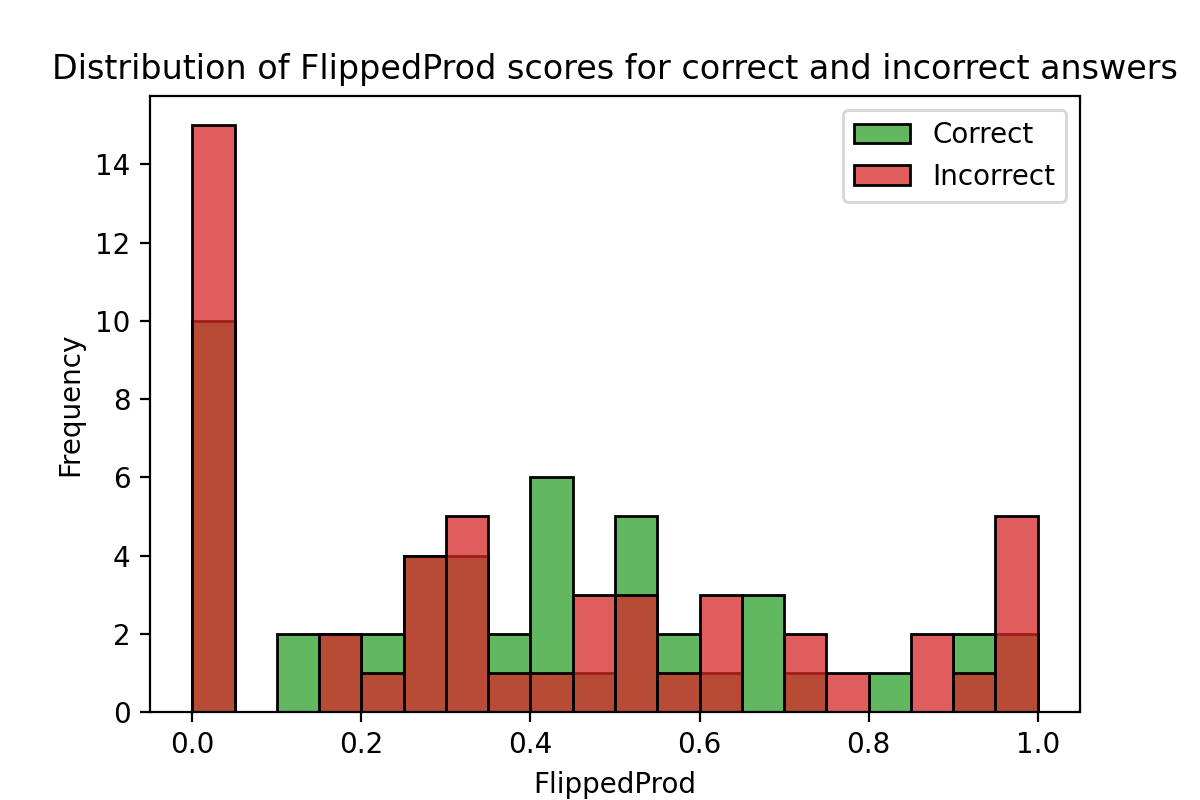 Distribution of FlippedProd scores for correct and incorrect answers
Correct
Incorrect
14
12
10
8
6
4
2
0
Frequency
0.0 0.2 0.4 0.6 0.8 1.0
FlippedProd